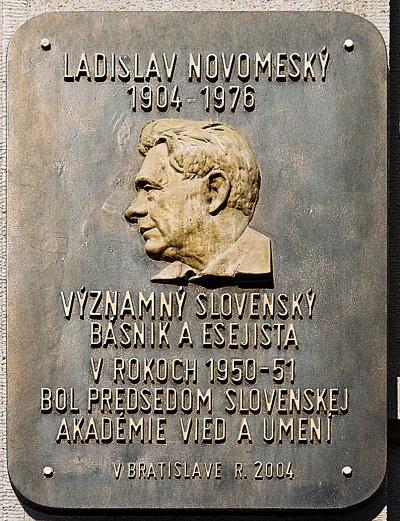 LADISLAV NOVOMESKÝ
1904-1976
VÝZNAMNÝ SLOVENSKÝ
BÁSNIK A ESEJISTA
V ROKOCH 1950-51
BOL PREDSEDOM SLOVENSKEJ
AKADÉMIE VIED A UMENÍ
V BRATISLAVE R. 2004